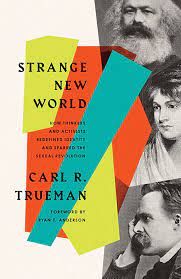 STRANGE
NEW
WORLD
HOW THINKERS
AND ACTIVISTS
REDEFINED IDENTITY
AND SPARKED THE
SEXUAL REVOLUTION
CARL R.
TRUEMAN
FOREWORD BY
RYAN T. ANDERSON